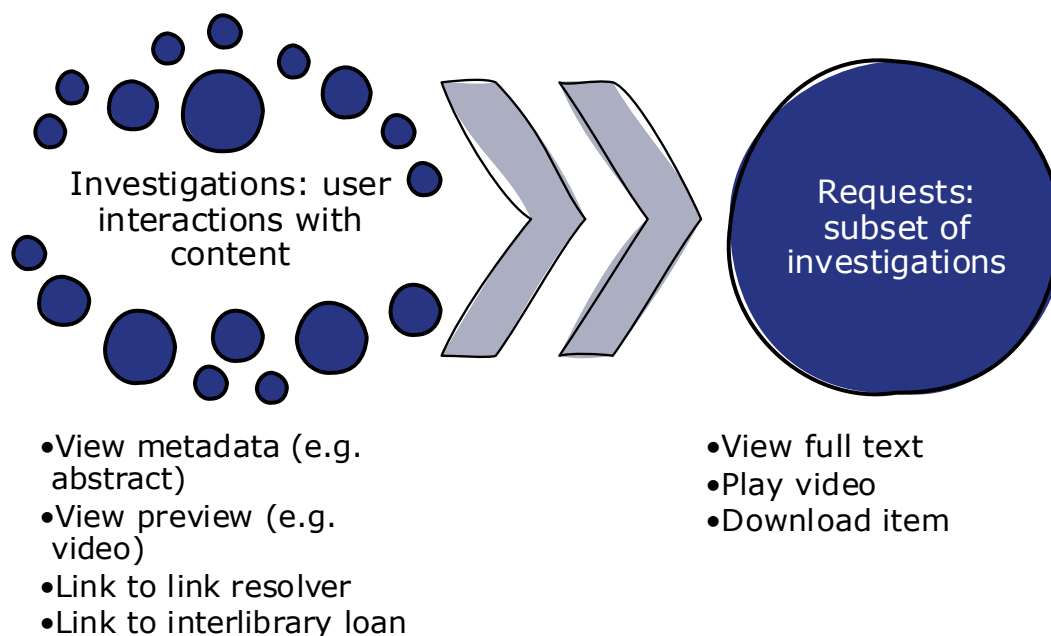 Investigations: user
interactions with
content
Requests:
subset of
investigations
•View metadata (e.g.
abstract)
•View preview (e.g.
video)
•Link to link resolver
•Link to interlibrary loan
•View full text
•Play video
•Download item